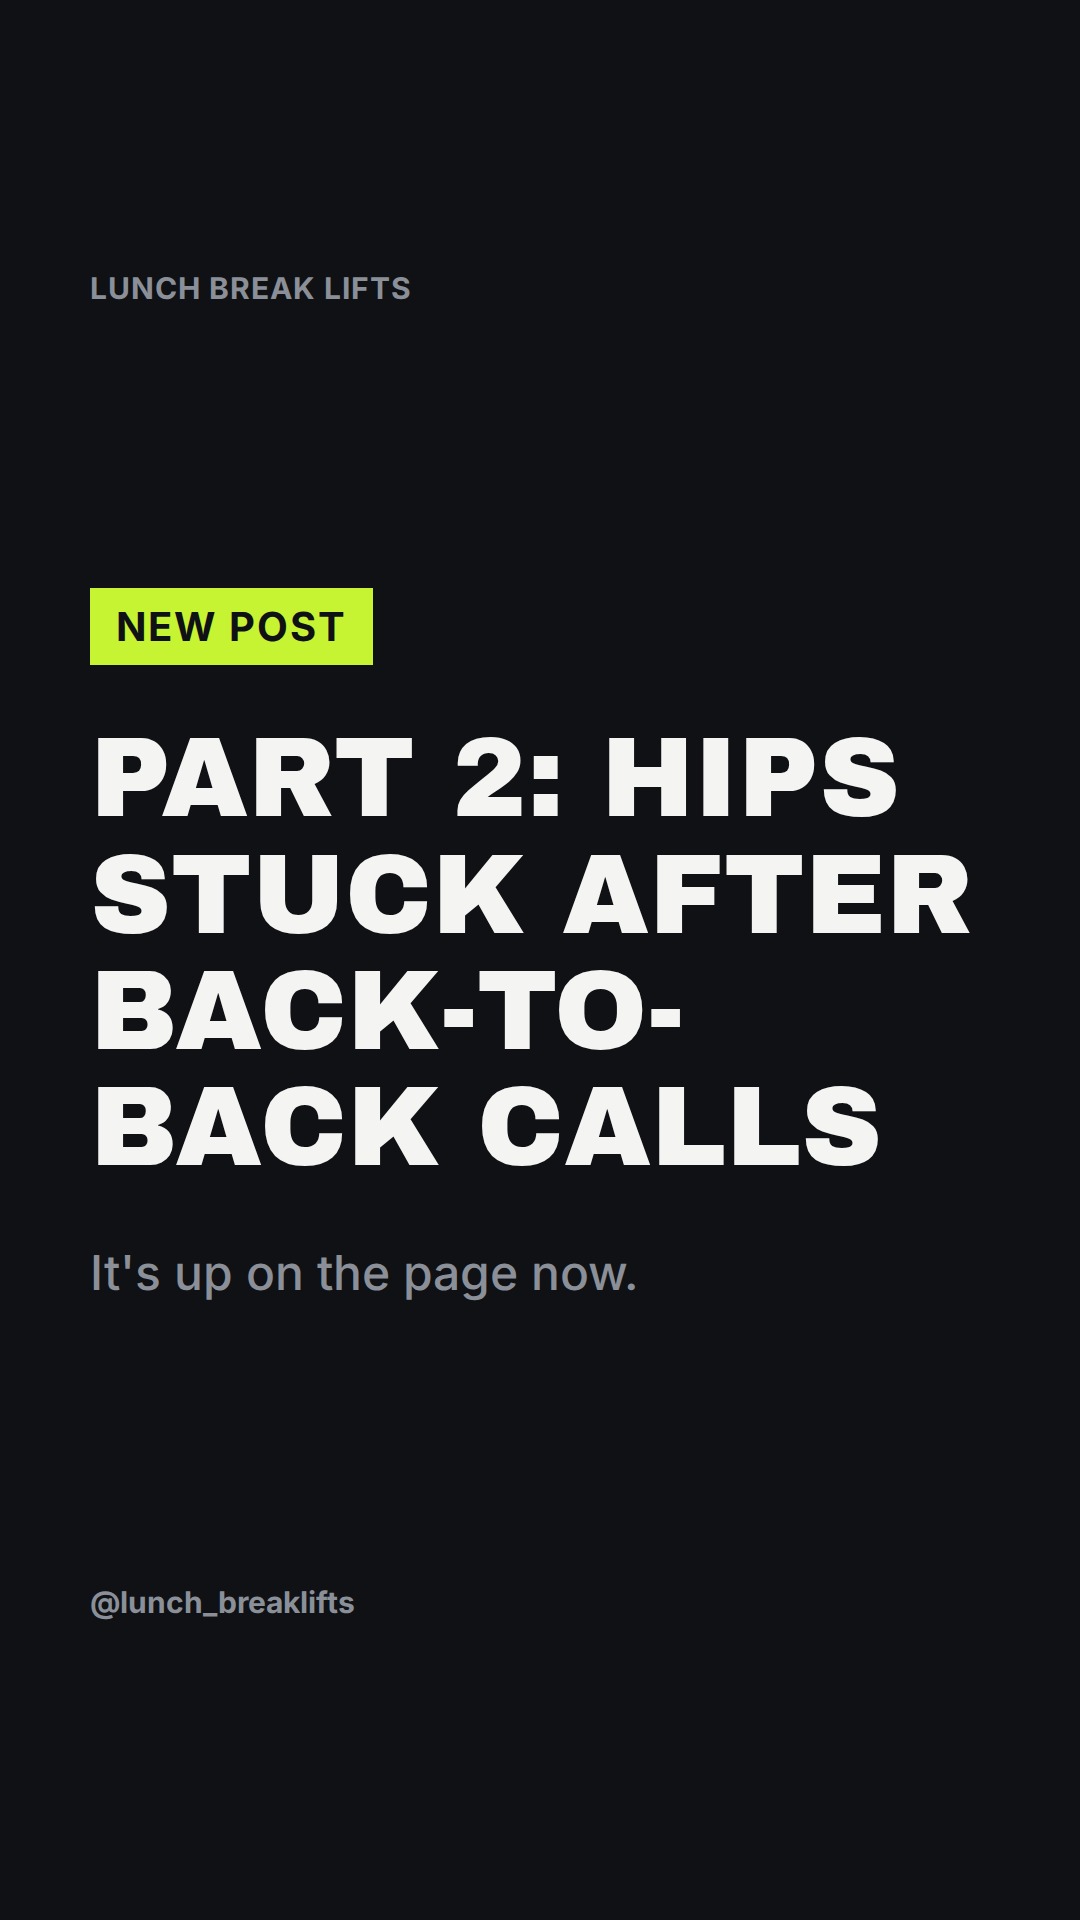 LUNCH BREAK LIFTS
NEW POST
PART 2: HIPS
STUCK AFTER
BACK-TO-
BACK CALLS
It's up on the page now.
@lunch_breaklifts